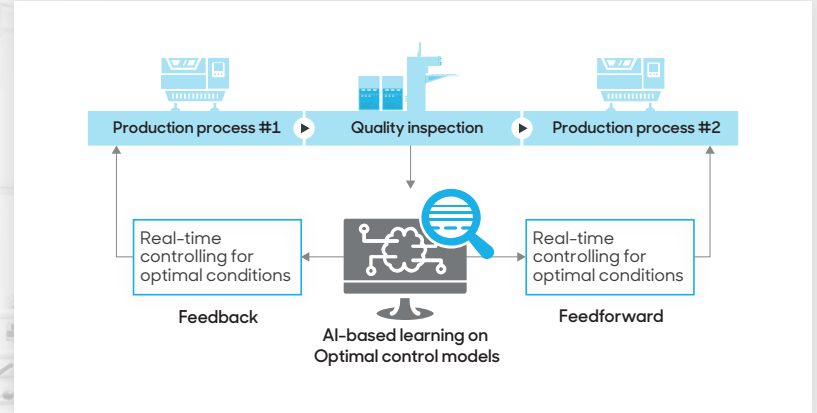 Production process #1
Quality inspection
Production process #2
Real-time
controlling for
optimal conditions
Feedback
AI-based learning on
Optimal control models
Real-time
controlling for
optimal conditions
Feedforward